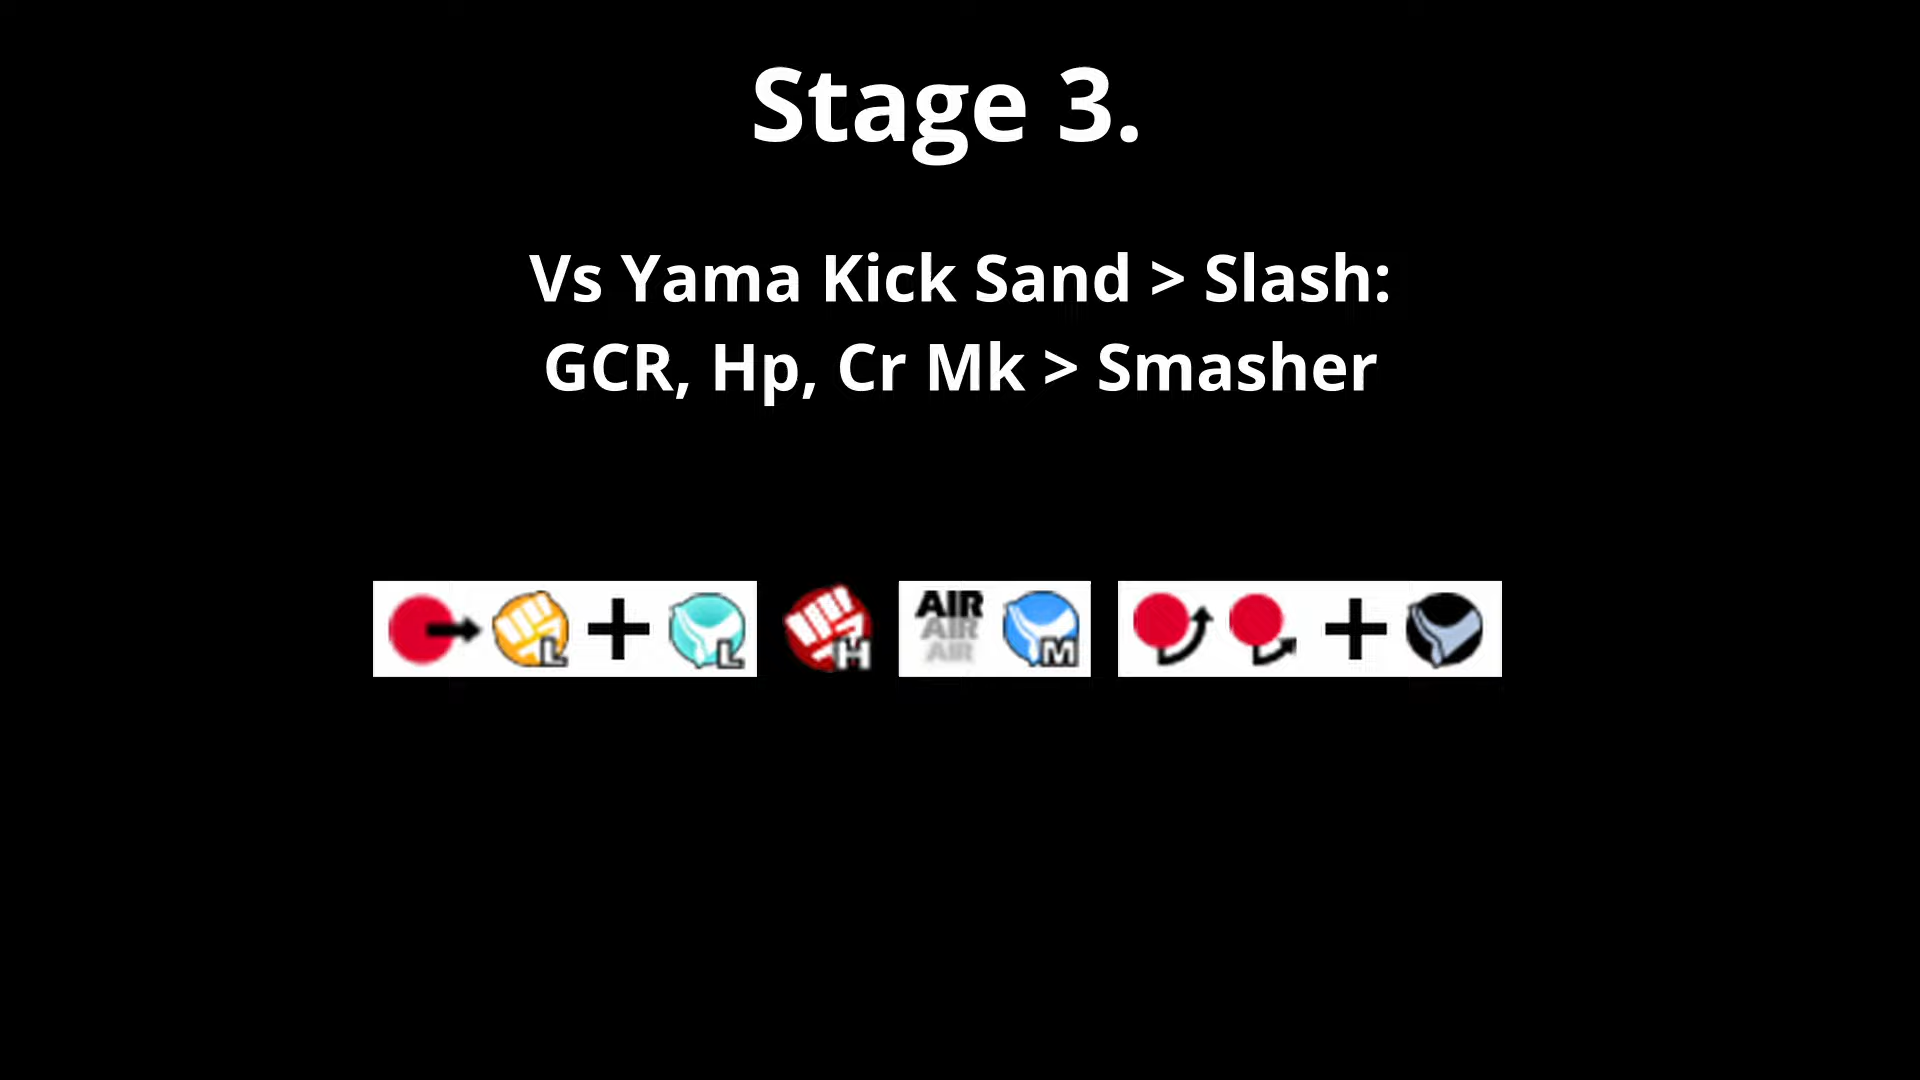 Stage 3.
Vs Yama Kick Sand > Slash:
GCR, Hp, Cr Mk > Smasher
L + L H AIR AIR AIR M +